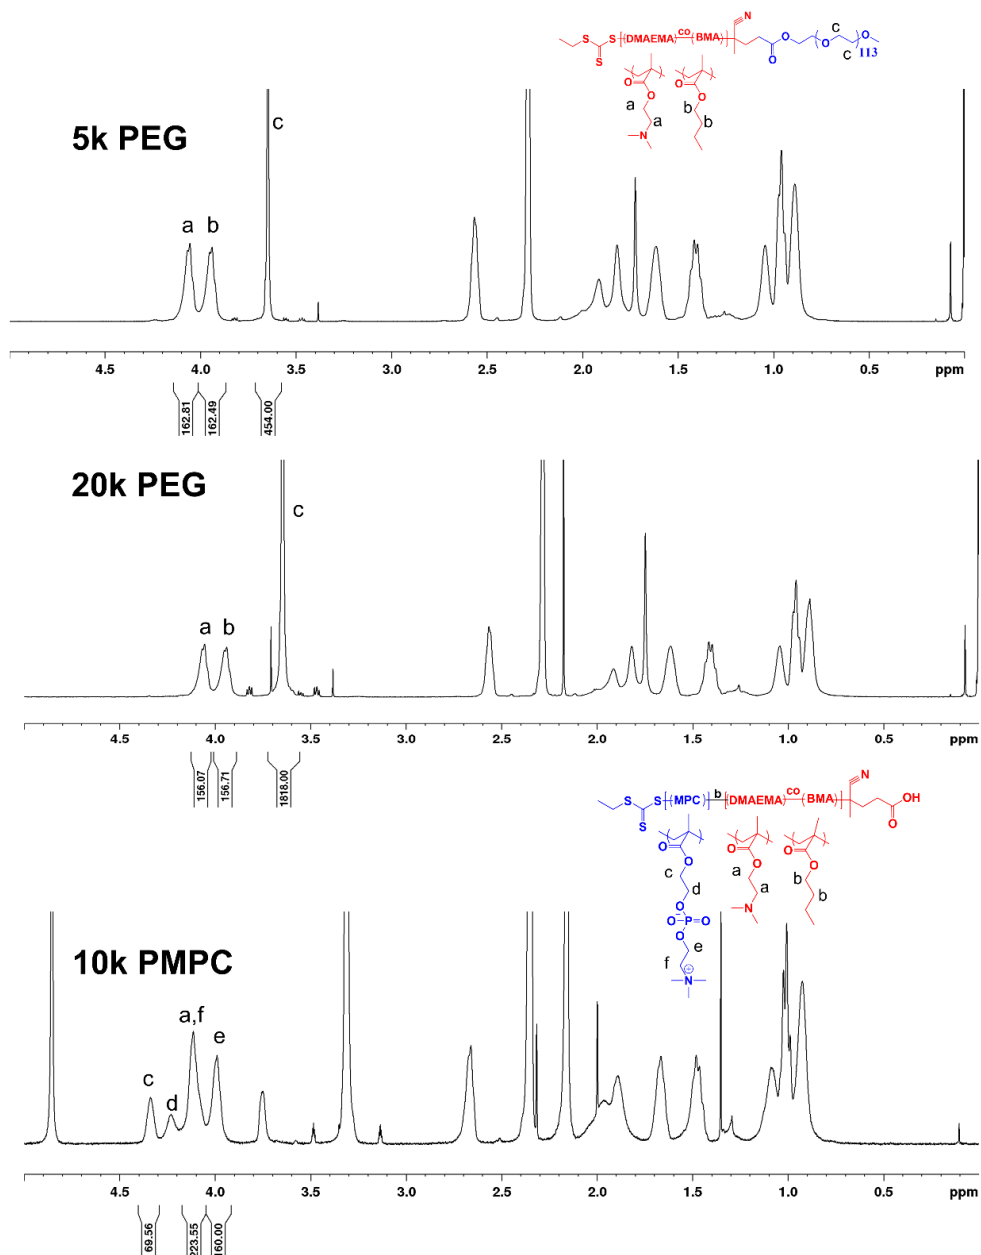 S S [(DMAEMA) co (BMA)] N
S O O (O O) 113
O c c
O O O O
a a N b b
5k PEG
c
a b
4.5 4.0 3.5 3.0 2.5 2.0 1.5 1.0 0.5 ppm
162.81 162.49 454.00
20k PEG
c
a b
4.5 4.0 3.5 3.0 2.5 2.0 1.5 1.0 0.5 ppm
156.07 156.71 1818.00
S S [(MPC)] b [(DMAEMA) co (BMA)] N
S OH
O
O O O O O O
c d a a b b
O N
O- P=O
O
e
f N+
10k PMPC
c d a,f e
4.5 4.0 3.5 3.0 2.5 2.0 1.5 1.0 0.5 ppm
69.56 223.55 160.00